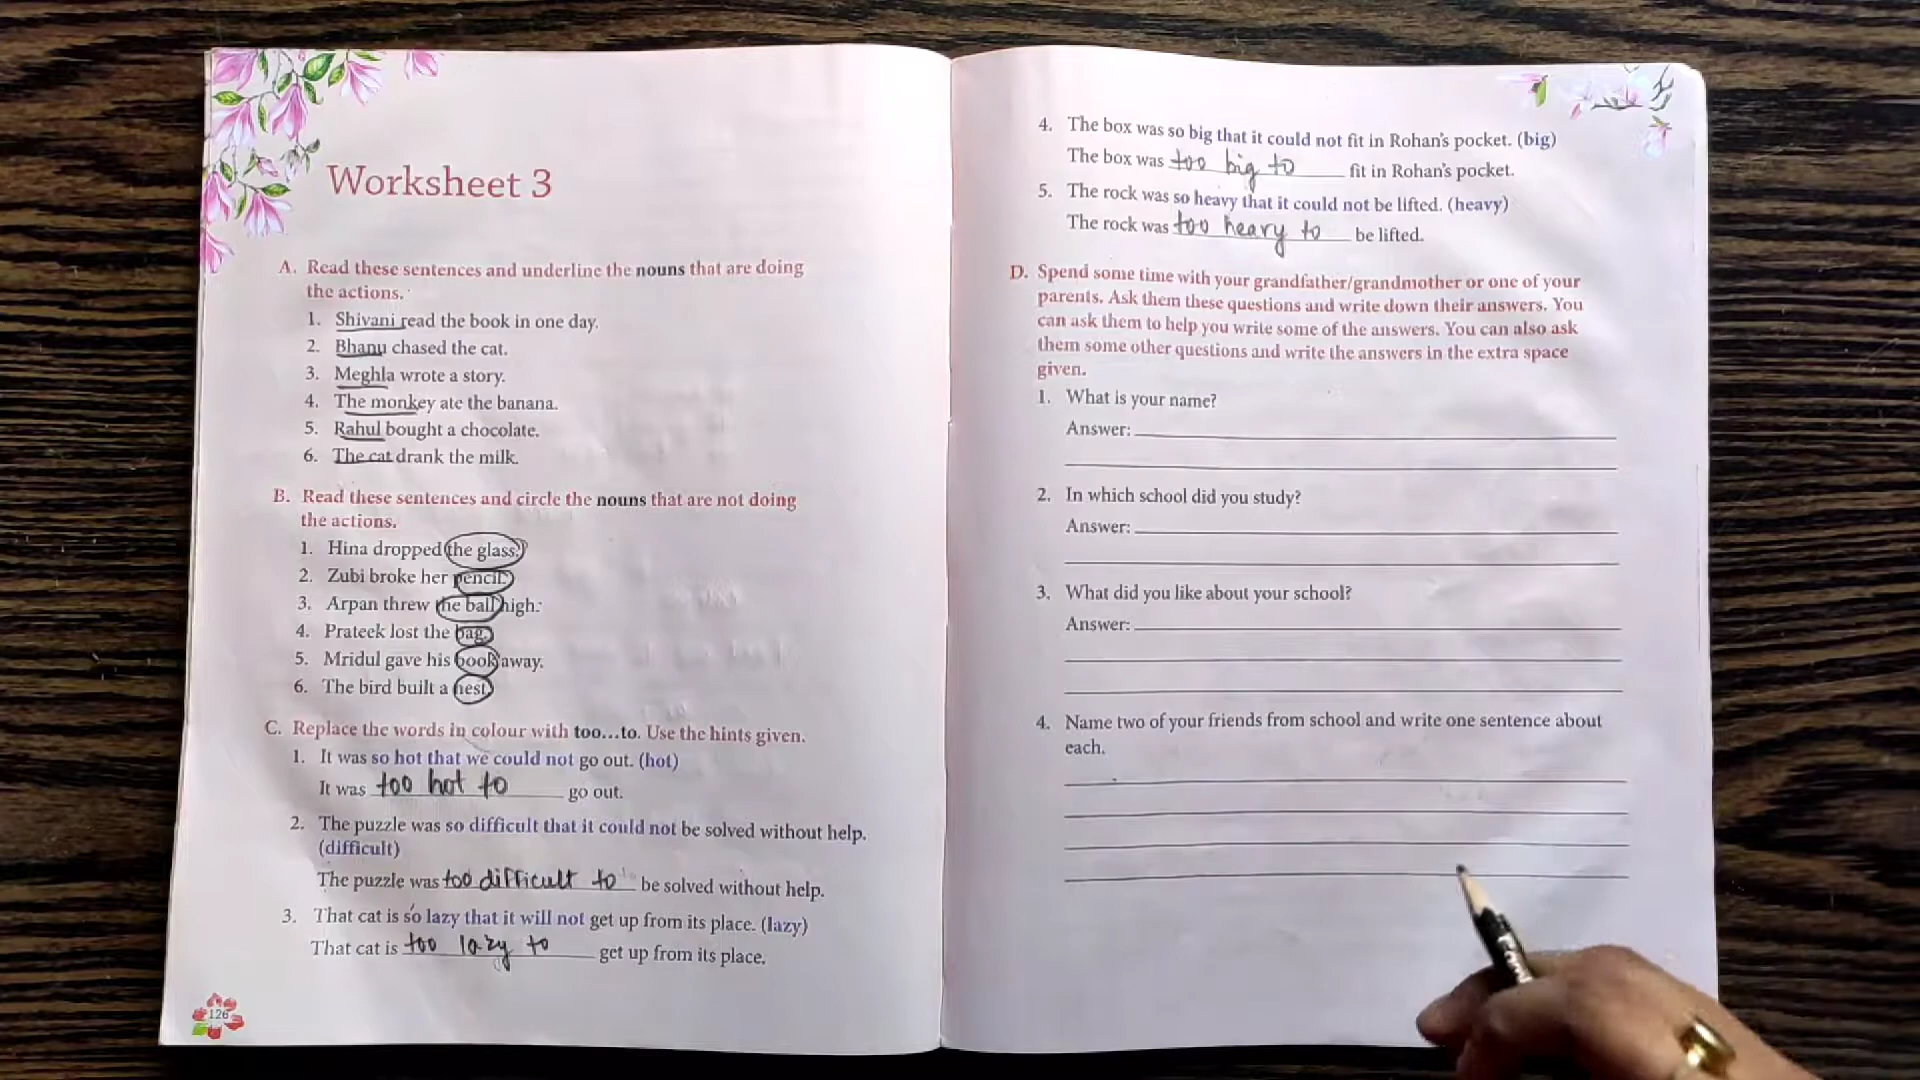 Worksheet 3
A. Read these sentences and underline the nouns that are doing
the actions.
1. Shivani read the book in one day.
2. Bhanu chased the cat.
3. Meghla wrote a story.
4. The monkey ate the banana.
5. Rahul bought a chocolate.
6. The cat drank the milk.
B. Read these sentences and circle the nouns that are not doing
the actions.
1. Hina dropped the glass.
2. Zubi broke her pencil.
3. Arpan threw the ball high.
4. Prateek lost the bag.
5. Mridul gave his book away.
6. The bird built a nest.
C. Replace the words in colour with too...to. Use the hints given.
1. It was so hot that we could not go out. (hot)
It was too hot to go out.
2. The puzzle was so difficult that it could not be solved without help.
(difficult)
The puzzle was too difficult to be solved without help.
3. That cat is so lazy that it will not get up from its place. (lazy)
That cat is too lazy to get up from its place.
126
4. The box was so big that it could not fit in Rohan's pocket. (big)
The box was too big to fit in Rohan's pocket.
5. The rock was so heavy that it could not be lifted. (heavy)
The rock was too heavy to be lifted.
D. Spend some time with your grandfather/grandmother or one of your
parents. Ask them these questions and write down their answers. You
can ask them to help you write some of the answers. You can also ask
them some other questions and write the answers in the extra space
given.
1. What is your name?
Answer:
2. In which school did you study?
Answer:
3. What did you like about your school?
Answer:
4. Name two of your friends from school and write one sentence about
each.